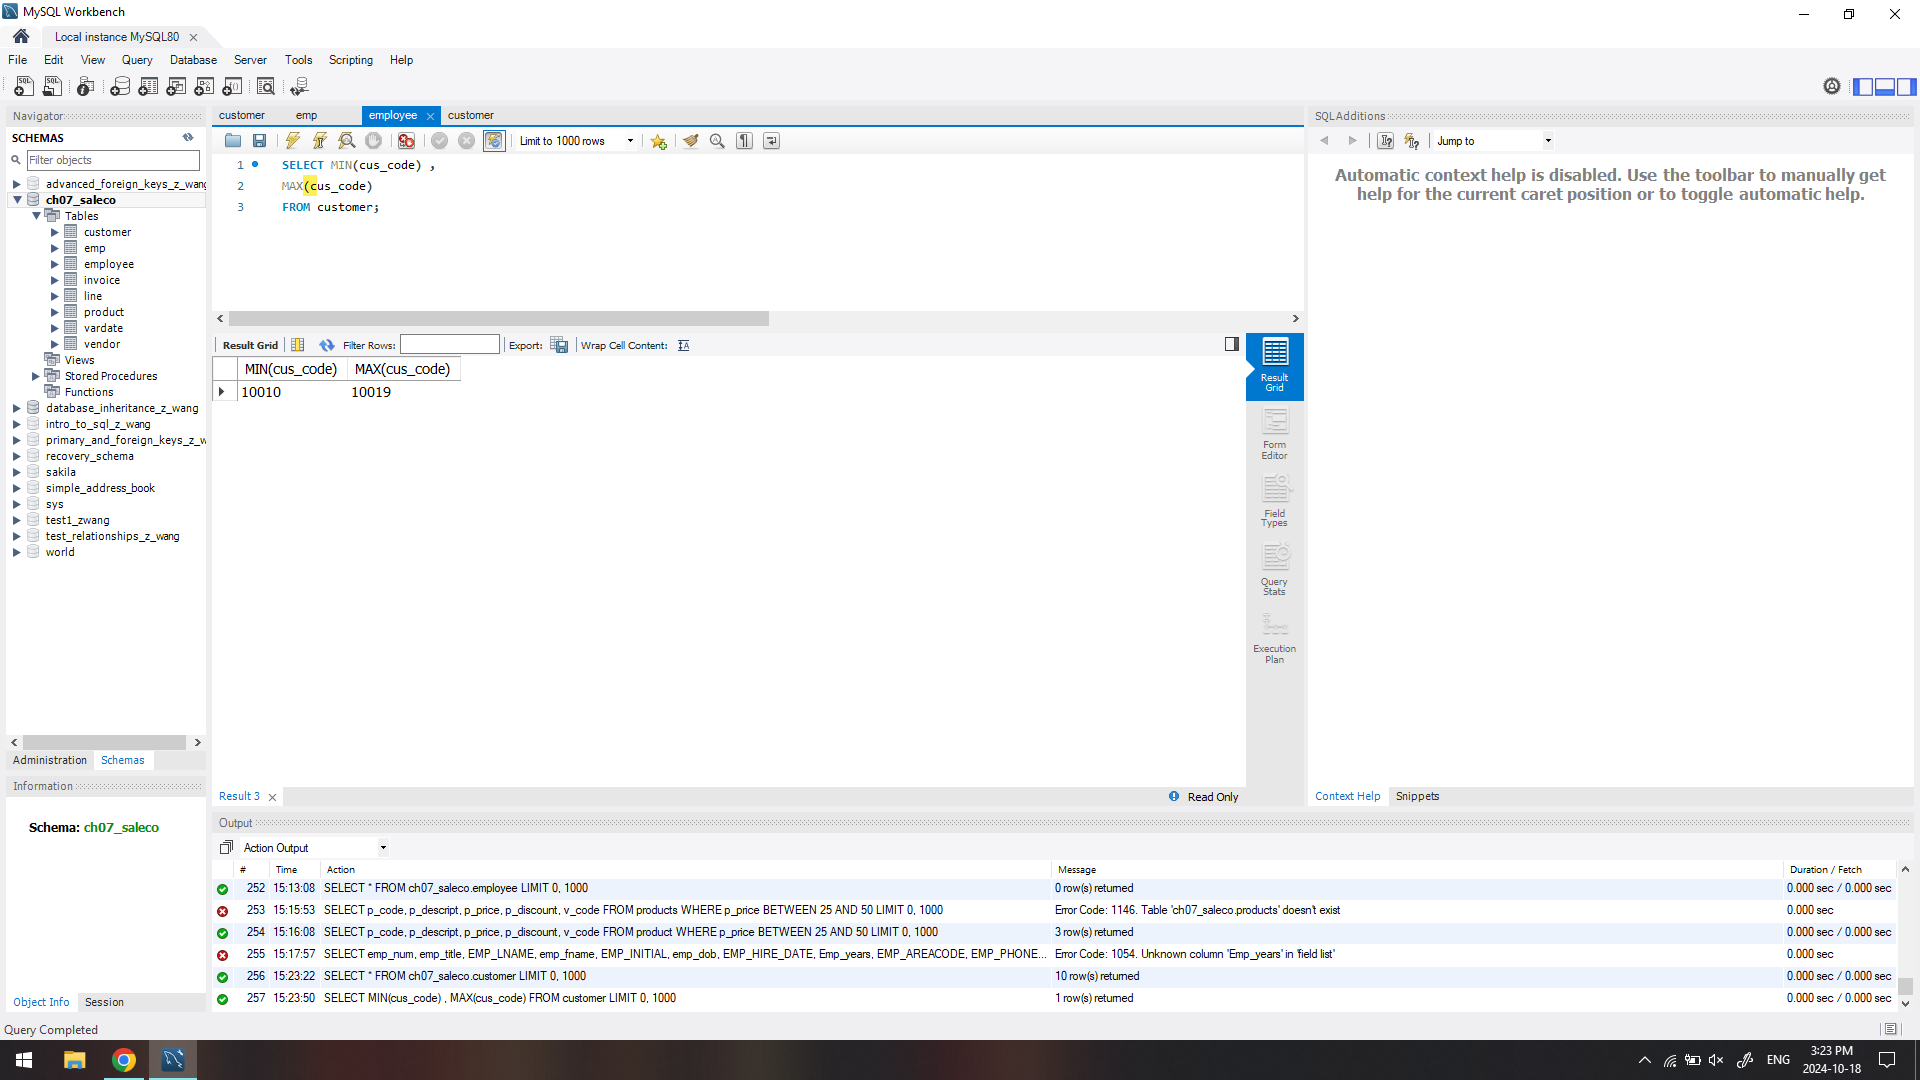 MySQL Workbench
Local instance MySQL80
File Edit View Query Database Server Tools Scripting Help
Navigator
SCHEMAS
Filter objects
advanced_foreign_keys_z_wang
ch07_saleco
Tables
customer
emp
employee
invoice
line
product
vardate
vendor
Views
Stored Procedures
Functions
database_inheritance_z_wang
intro_to_sql_z_wang
primary_and_foreign_keys_z_w
recovery_schema
sakila
simple_address_book
sys
test1_zwang
test_relationships_z_wang
world
Administration Schemas
Information
Schema: ch07_saleco
Object Info Session
customer emp employee customer
Limit to 1000 rows
1 SELECT MIN(cus_code) ,
2 MAX(cus_code)
3 FROM customer;
Result Grid Filter Rows: Export: Wrap Cell Content:
MIN(cus_code) MAX(cus_code)
10010 10019
Result Grid
Form Editor
Field Types
Query Stats
Execution Plan
Result 3 Read Only
SQLAdditions
Jump to
Automatic context help is disabled. Use the toolbar to manually get
help for the current caret position or to toggle automatic help.
Context Help Snippets
Output
Action Output
# Time Action Message Duration / Fetch
252 15:13:08 SELECT * FROM ch07_saleco.employee LIMIT 0, 1000 0 row(s) returned 0.000 sec / 0.000 sec
253 15:15:53 SELECT p_code, p_descript, p_price, p_discount, v_code FROM products WHERE p_price BETWEEN 25 AND 50 LIMIT 0, 1000 Error Code: 1146. Table 'ch07_saleco.products' doesn't exist 0.000 sec
254 15:16:08 SELECT p_code, p_descript, p_price, p_discount, v_code FROM product WHERE p_price BETWEEN 25 AND 50 LIMIT 0, 1000 3 row(s) returned 0.000 sec / 0.000 sec
255 15:17:57 SELECT emp_num, emp_title, EMP_LNAME, emp_fname, EMP_INITIAL, emp_dob, EMP_HIRE_DATE, Emp_years, EMP_AREACODE, EMP_PHONE... Error Code: 1054. Unknown column 'Emp_years' in 'field list' 0.000 sec
256 15:23:22 SELECT * FROM ch07_saleco.customer LIMIT 0, 1000 10 row(s) returned 0.000 sec / 0.000 sec
257 15:23:50 SELECT MIN(cus_code) , MAX(cus_code) FROM customer LIMIT 0, 1000 1 row(s) returned 0.000 sec / 0.000 sec
Query Completed
ENG
3:23 PM
2024-10-18